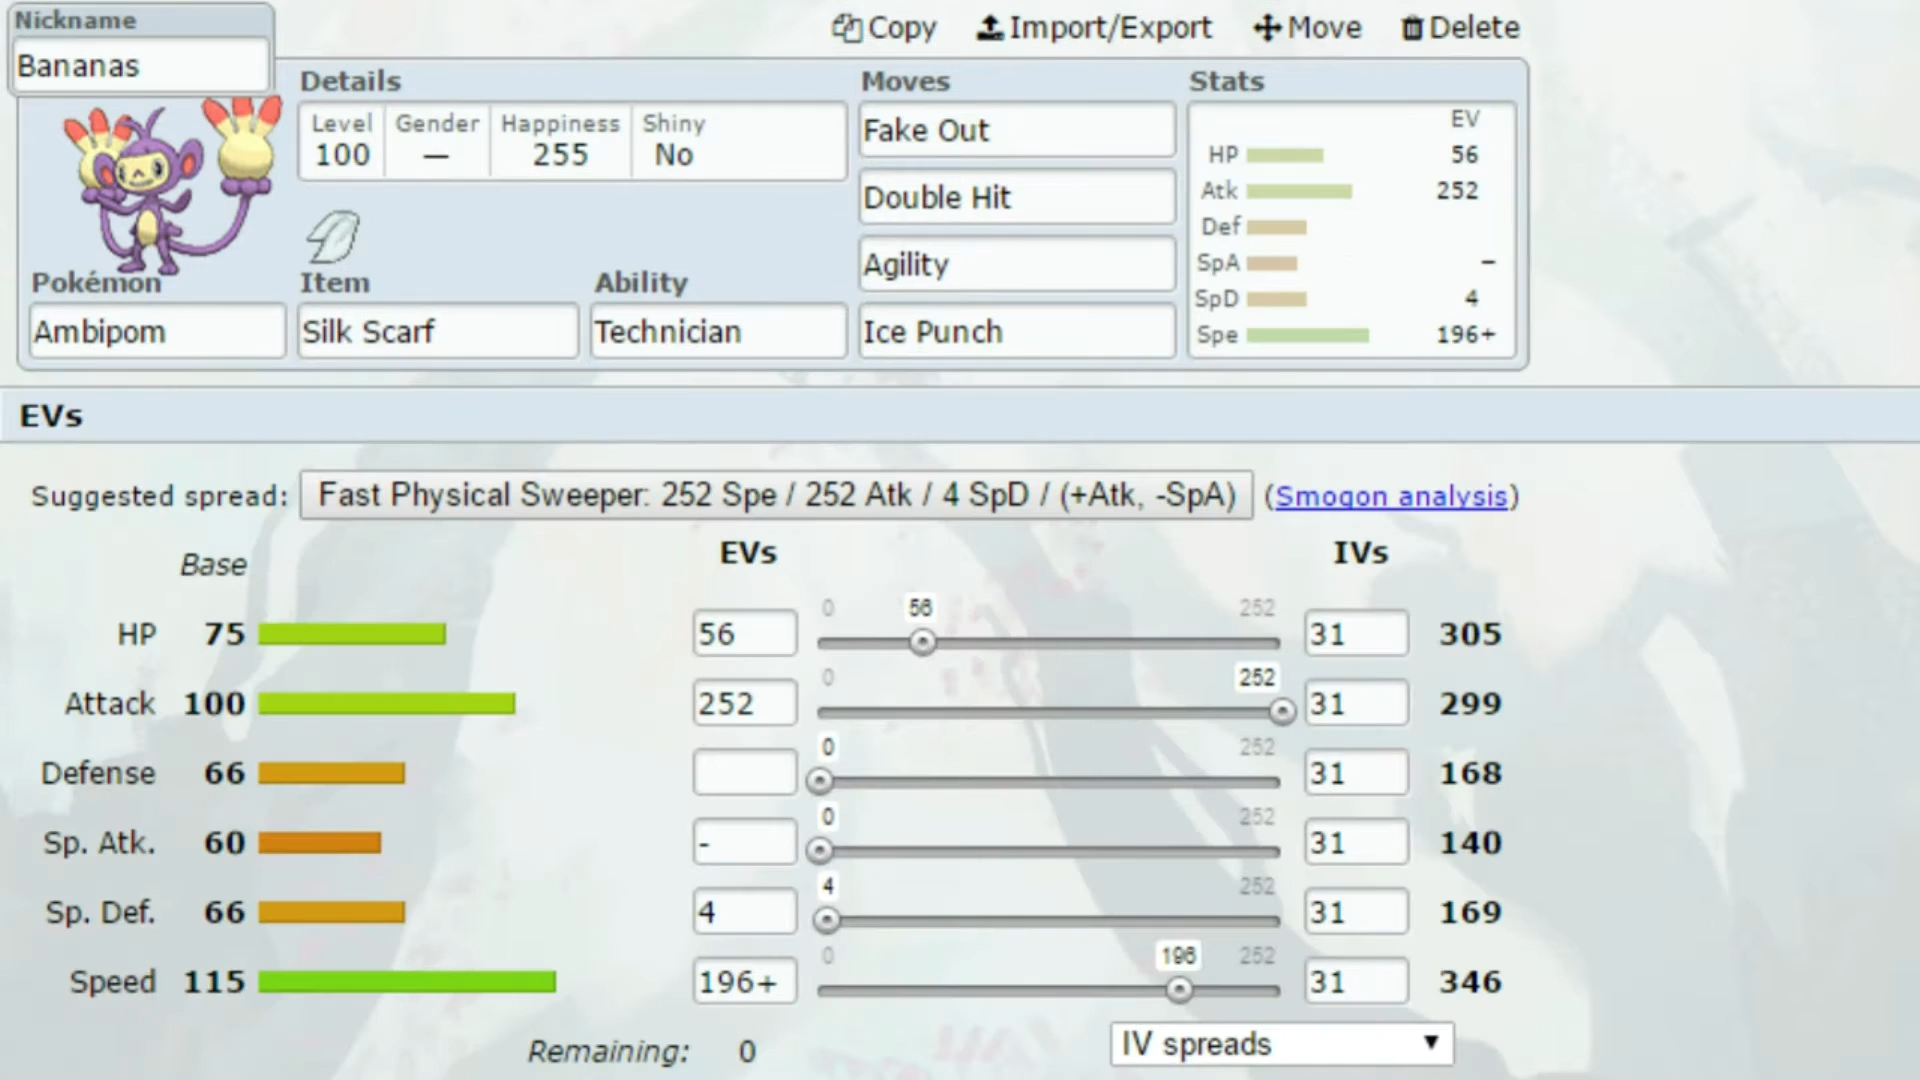 Nickname
Bananas
Copy Import/Export Move Delete
Details
Level Gender Happiness Shiny
100 — 255 No
Moves
Fake Out
Double Hit
Agility
Ice Punch
Stats
EV
HP 56
Atk 252
Def
SpA –
SpD 4
Spe 196+
Pokémon Item Ability
Ambipom Silk Scarf Technician
EVs
Suggested spread: Fast Physical Sweeper: 252 Spe / 252 Atk / 4 SpD / (+Atk, -SpA) (Smogon analysis)
Base EVs IVs
0 56 252
HP 75 56 31 305
0 252
Attack 100 252 31 299
0 252
Defense 66 31 168
0 252
Sp. Atk. 60 - 31 140
4 252
Sp. Def. 66 4 31 169
0 196 252
Speed 115 196+ 31 346
Remaining: 0 IV spreads ▼